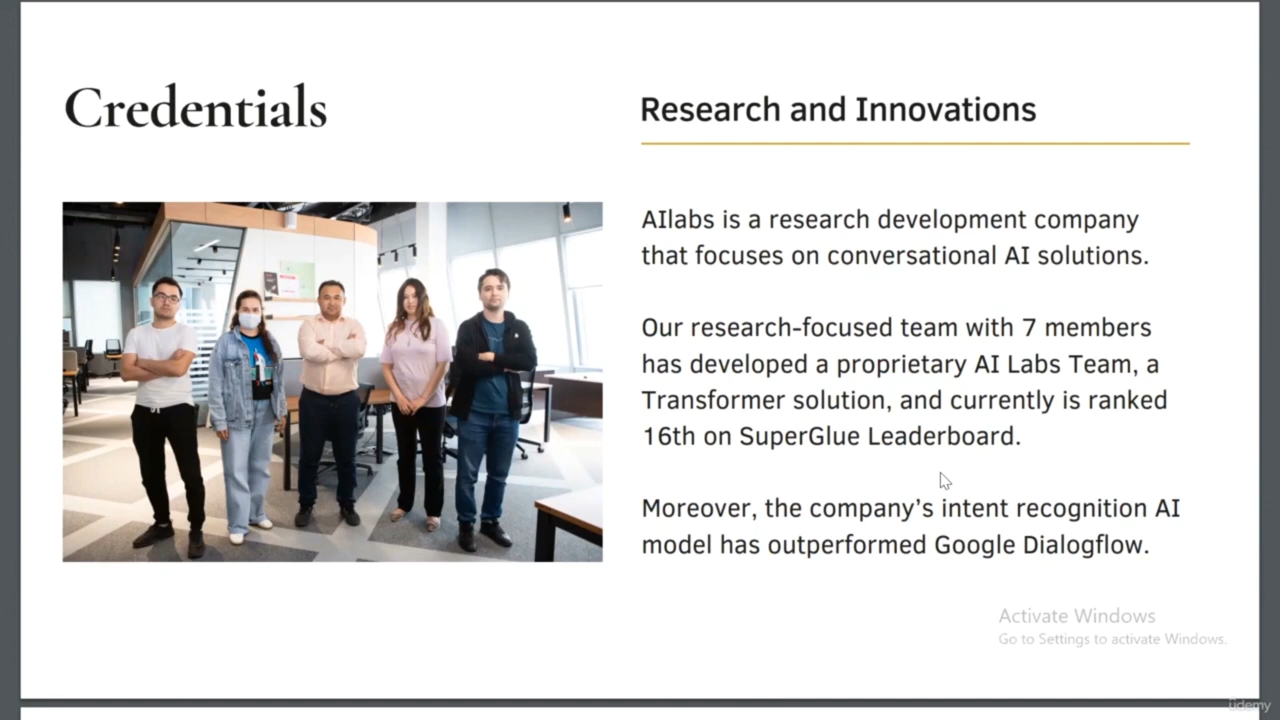 Credentials
Research and Innovations
AIlabs is a research development company
that focuses on conversational AI solutions.
Our research-focused team with 7 members
has developed a proprietary AI Labs Team, a
Transformer solution, and currently is ranked
16th on SuperGlue Leaderboard.
Moreover, the company’s intent recognition AI
model has outperformed Google Dialogflow.
Activate Windows
Go to Settings to activate Windows.
ûdemy